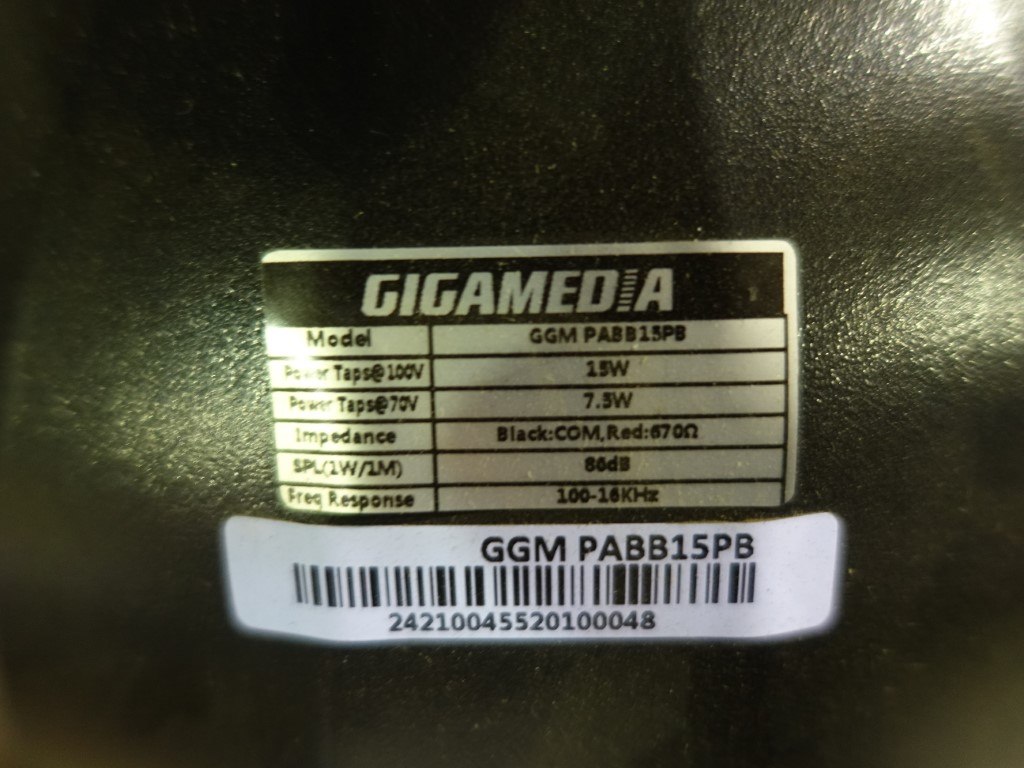 GIGAMEDIA
Model GGM PABB15PB
Power Taps@100V 15W
Power Taps@70V 7.5W
Impedance Black:COM,Red:670Ω
SPL(1W/1M) 86dB
Freq Response 100-16KHz
GGM PABB15PB
24210045520100048